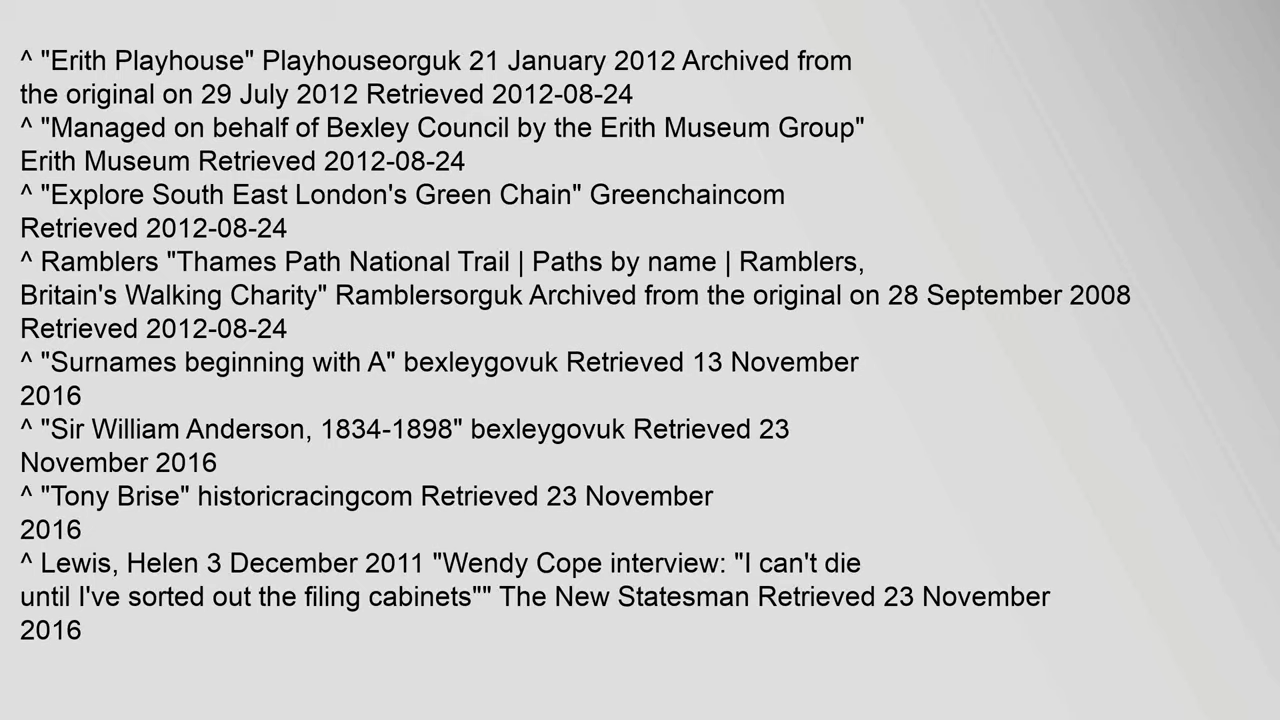 ^ "Erith Playhouse" Playhouseorguk 21 January 2012 Archived from
the original on 29 July 2012 Retrieved 2012-08-24
^ "Managed on behalf of Bexley Council by the Erith Museum Group"
Erith Museum Retrieved 2012-08-24
^ "Explore South East London's Green Chain" Greenchaincom
Retrieved 2012-08-24
^ Ramblers "Thames Path National Trail | Paths by name | Ramblers,
Britain's Walking Charity" Ramblersorguk Archived from the original on 28 September 2008
Retrieved 2012-08-24
^ "Surnames beginning with A" bexleygovuk Retrieved 13 November
2016
^ "Sir William Anderson, 1834-1898" bexleygovuk Retrieved 23
November 2016
^ "Tony Brise" historicracingcom Retrieved 23 November
2016
^ Lewis, Helen 3 December 2011 "Wendy Cope interview: "I can't die
until I've sorted out the filing cabinets"" The New Statesman Retrieved 23 November
2016